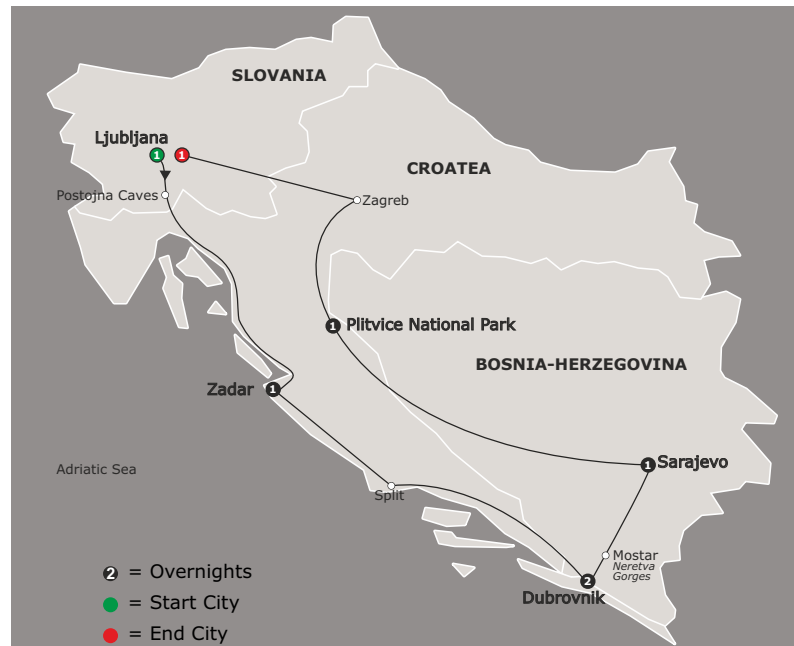 SLOVANIA
Ljubljana
1
1
CROATEA
Postojna Caves
Zagreb
1 Plitvice National Park
BOSNIA-HERZEGOVINA
Zadar 1
1 Sarajevo
Adriatic Sea
Split
Mostar
Neretva
Gorges
2
Dubrovnik
2 = Overnights
= Start City
= End City